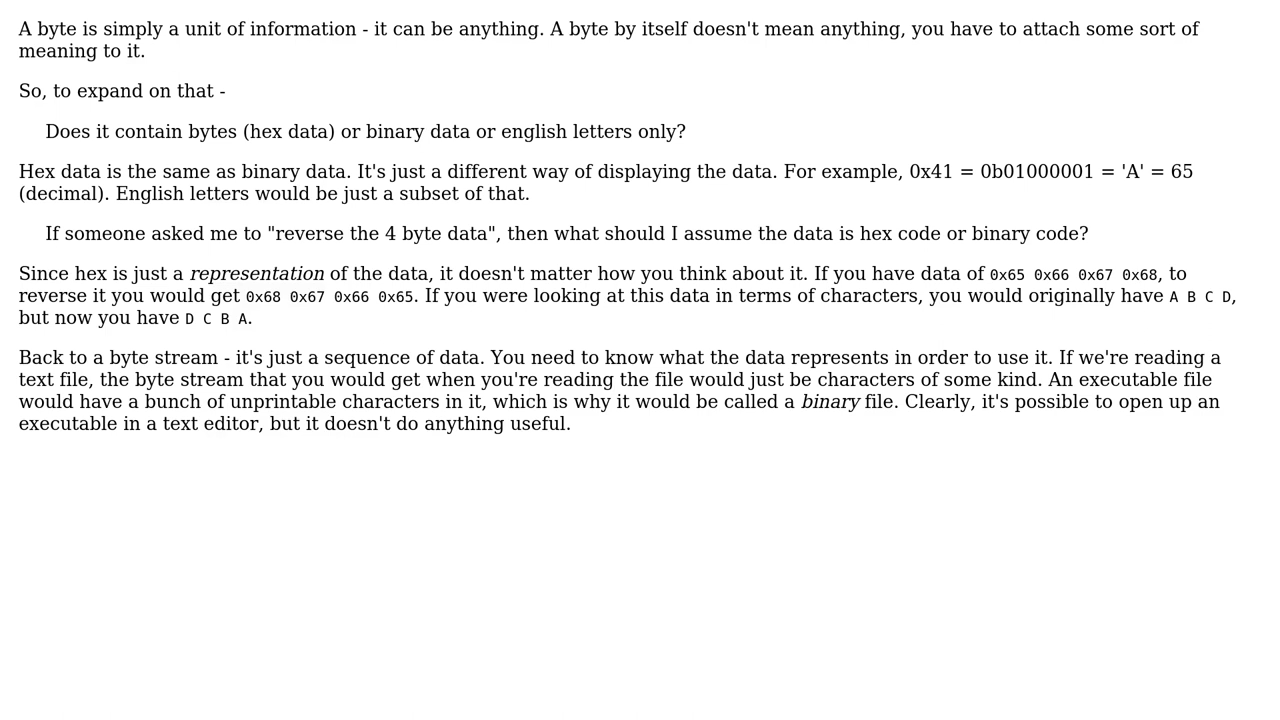 A byte is simply a unit of information - it can be anything. A byte by itself doesn't mean anything, you have to attach some sort of
meaning to it.
So, to expand on that -
Does it contain bytes (hex data) or binary data or english letters only?
Hex data is the same as binary data. It's just a different way of displaying the data. For example, 0x41 = 0b01000001 = 'A' = 65
(decimal). English letters would be just a subset of that.
If someone asked me to "reverse the 4 byte data", then what should I assume the data is hex code or binary code?
Since hex is just a representation of the data, it doesn't matter how you think about it. If you have data of 0x65 0x66 0x67 0x68, to
reverse it you would get 0x68 0x67 0x66 0x65. If you were looking at this data in terms of characters, you would originally have A B C D,
but now you have D C B A.
Back to a byte stream - it's just a sequence of data. You need to know what the data represents in order to use it. If we're reading a
text file, the byte stream that you would get when you're reading the file would just be characters of some kind. An executable file
would have a bunch of unprintable characters in it, which is why it would be called a binary file. Clearly, it's possible to open up an
executable in a text editor, but it doesn't do anything useful.